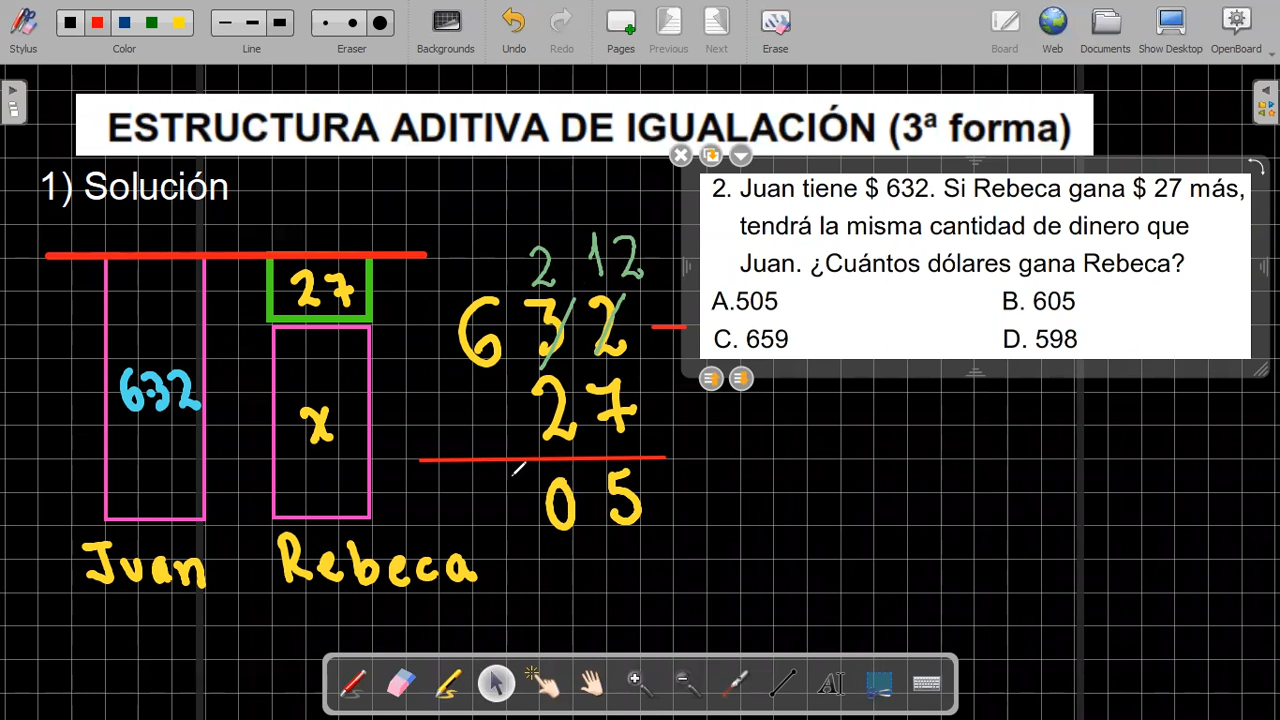 Stylus Color Line Eraser Backgrounds Undo Redo Pages Previous Next Erase Board Web Documents Show Desktop OpenBoard
ESTRUCTURA ADITIVA DE IGUALACIÓN (3ª forma)
1) Solución
2. Juan tiene $ 632. Si Rebeca gana $ 27 más,
tendrá la misma cantidad de dinero que
Juan. ¿Cuántos dólares gana Rebeca?
A.505 B. 605
C. 659 D. 598
27
632
x
Juan Rebeca
2 12
632 -
27
05
AI